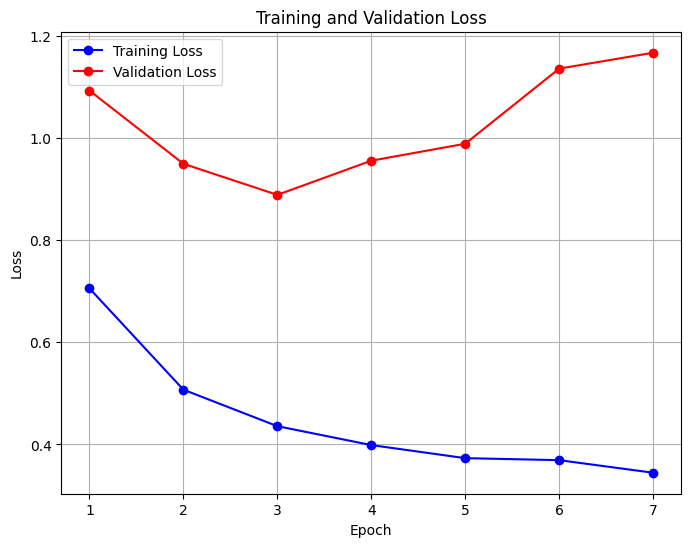 Training and Validation Loss
Training Loss
Validation Loss
1.2
1.0
0.8
0.6
0.4
Loss
1 2 3 4 5 6 7
Epoch